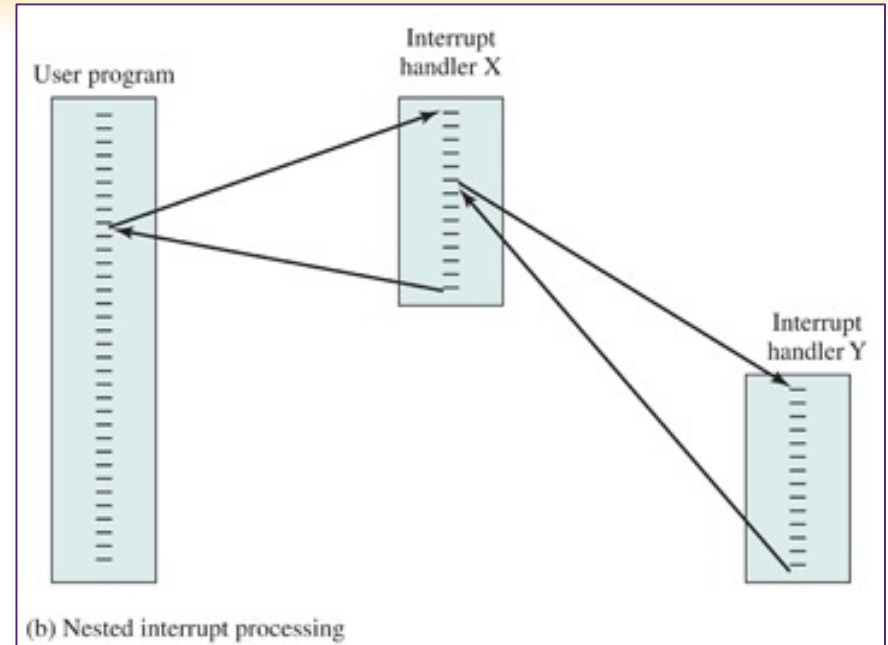 User program
Interrupt
handler X
Interrupt
handler Y
(b) Nested interrupt processing